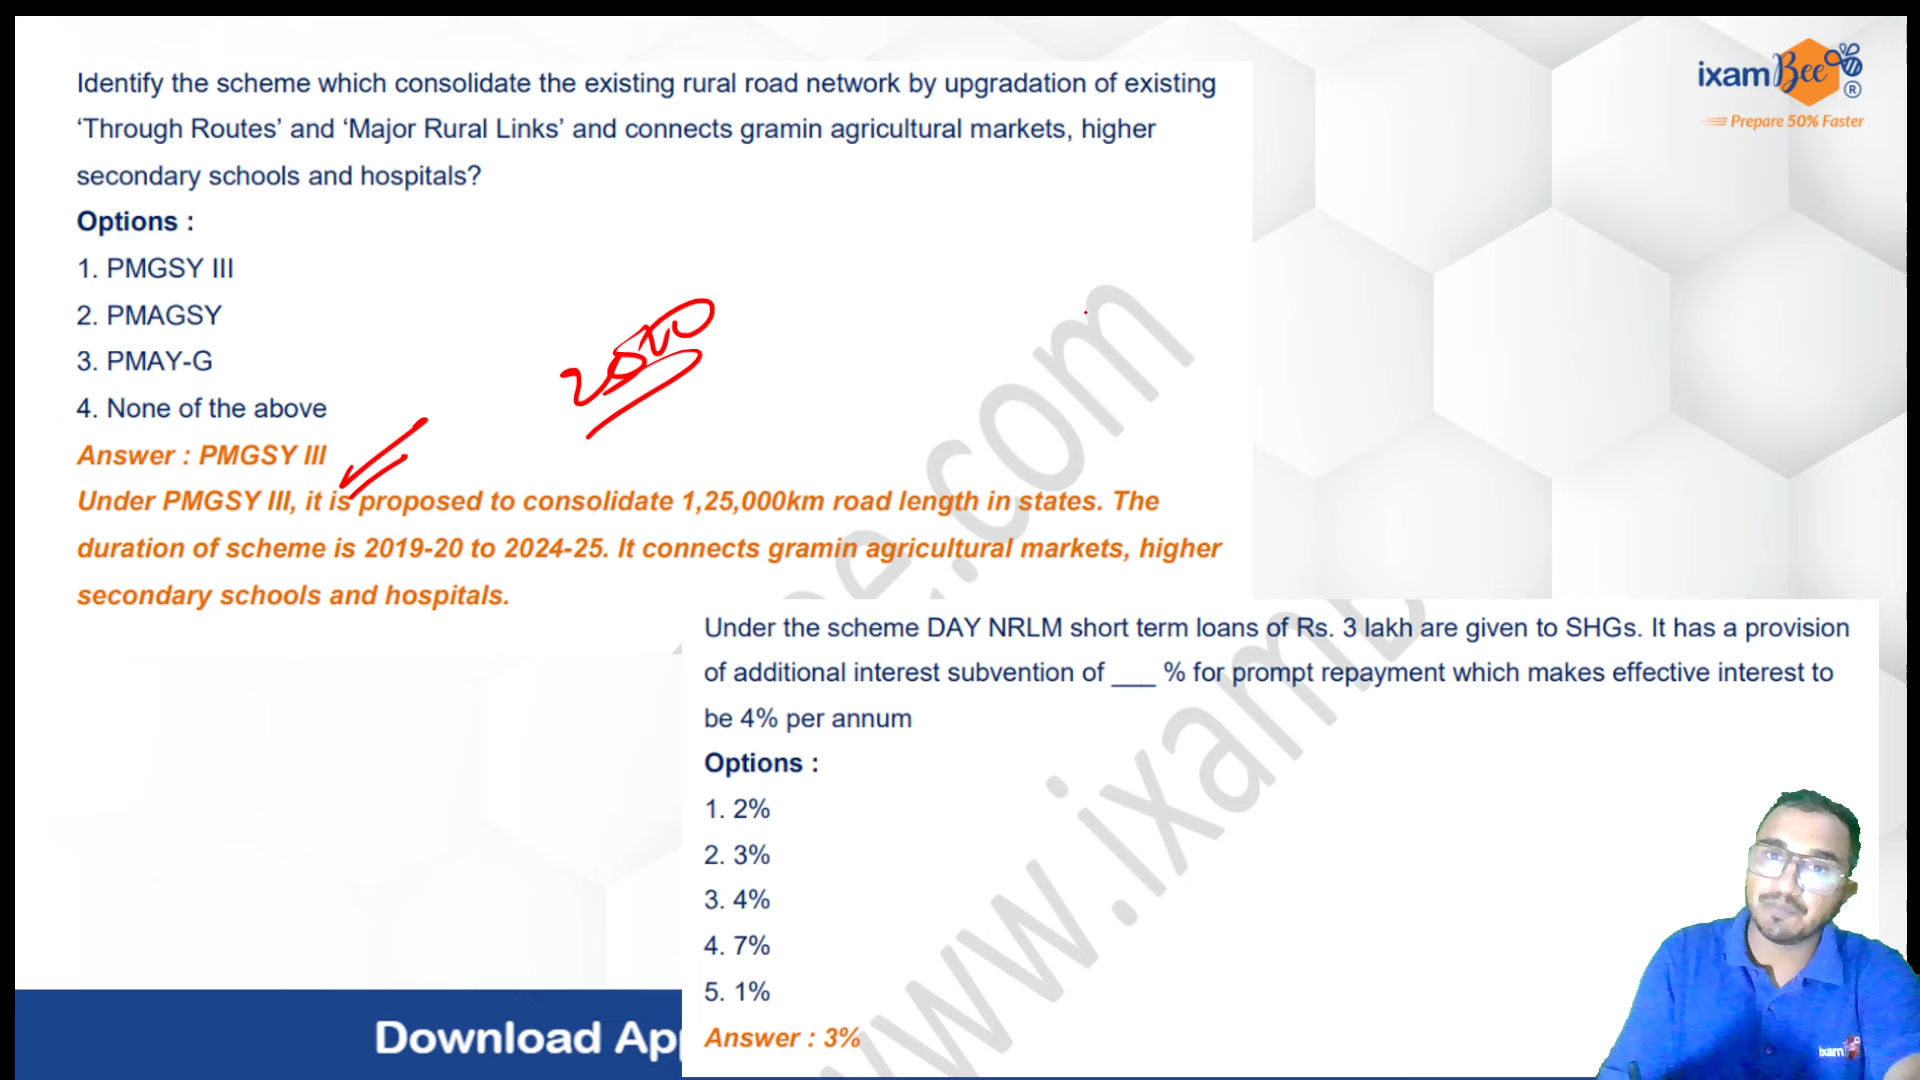 ixamBee
®
Prepare 50% Faster
Identify the scheme which consolidate the existing rural road network by upgradation of existing
‘Through Routes’ and ‘Major Rural Links’ and connects gramin agricultural markets, higher
secondary schools and hospitals?
Options :
1. PMGSY III
2. PMAGSY
3. PMAY-G
4. None of the above
Answer : PMGSY III
Under PMGSY III, it is proposed to consolidate 1,25,000km road length in states. The
duration of scheme is 2019-20 to 2024-25. It connects gramin agricultural markets, higher
secondary schools and hospitals.
Under the scheme DAY NRLM short term loans of Rs. 3 lakh are given to SHGs. It has a provision
of additional interest subvention of ___ % for prompt repayment which makes effective interest to
be 4% per annum
Options :
1. 2%
2. 3%
3. 4%
4. 7%
5. 1%
Answer : 3%
Download App
www.ixamb
e.com
ixam